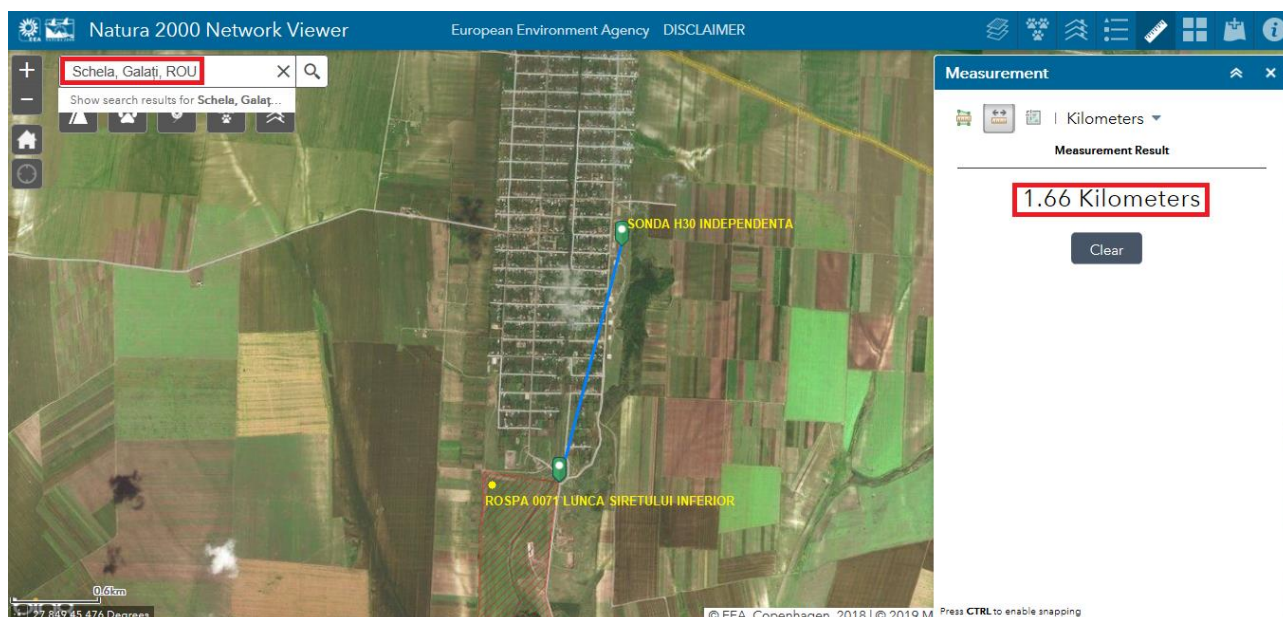 Natura 2000 Network Viewer
European Environment Agency DISCLAIMER
Schela, Galați, ROU
Show search results for Schela, Galaț...
Measurement
Kilometers
Measurement Result
1.66 Kilometers
Clear
SONDA H30 INDEPENDENTA
ROSPA 0071 LUNCA SIRETULUI INFERIOR
0.6km
27.849 45.476 Degrees
© EEA, Copenhagen, 2018 | © 2019 M
Press CTRL to enable snapping